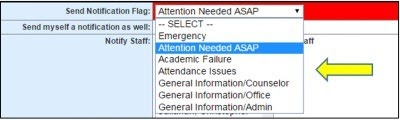 Send Notification Flag: Attention Needed ASAP
Send myself a notification as well: -- SELECT --
Emergency
Notify Staff: Attention Needed ASAP aff
Academic Failure
Attendance Issues
General Information/Counselor
General Information/Office
General Information/Admin